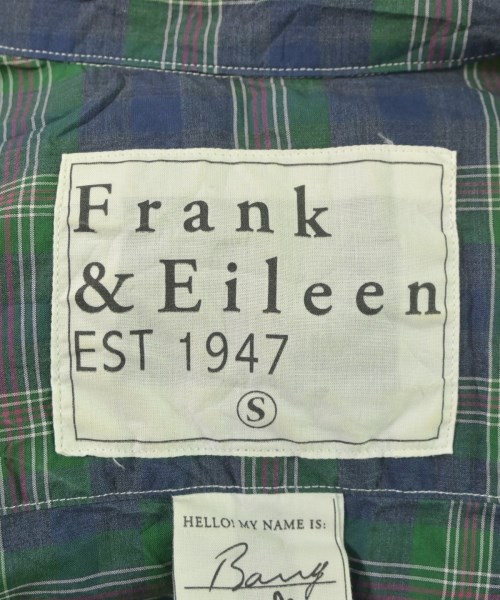 Frank
& Eileen
EST 1947
S
HELLO! MY NAME IS: